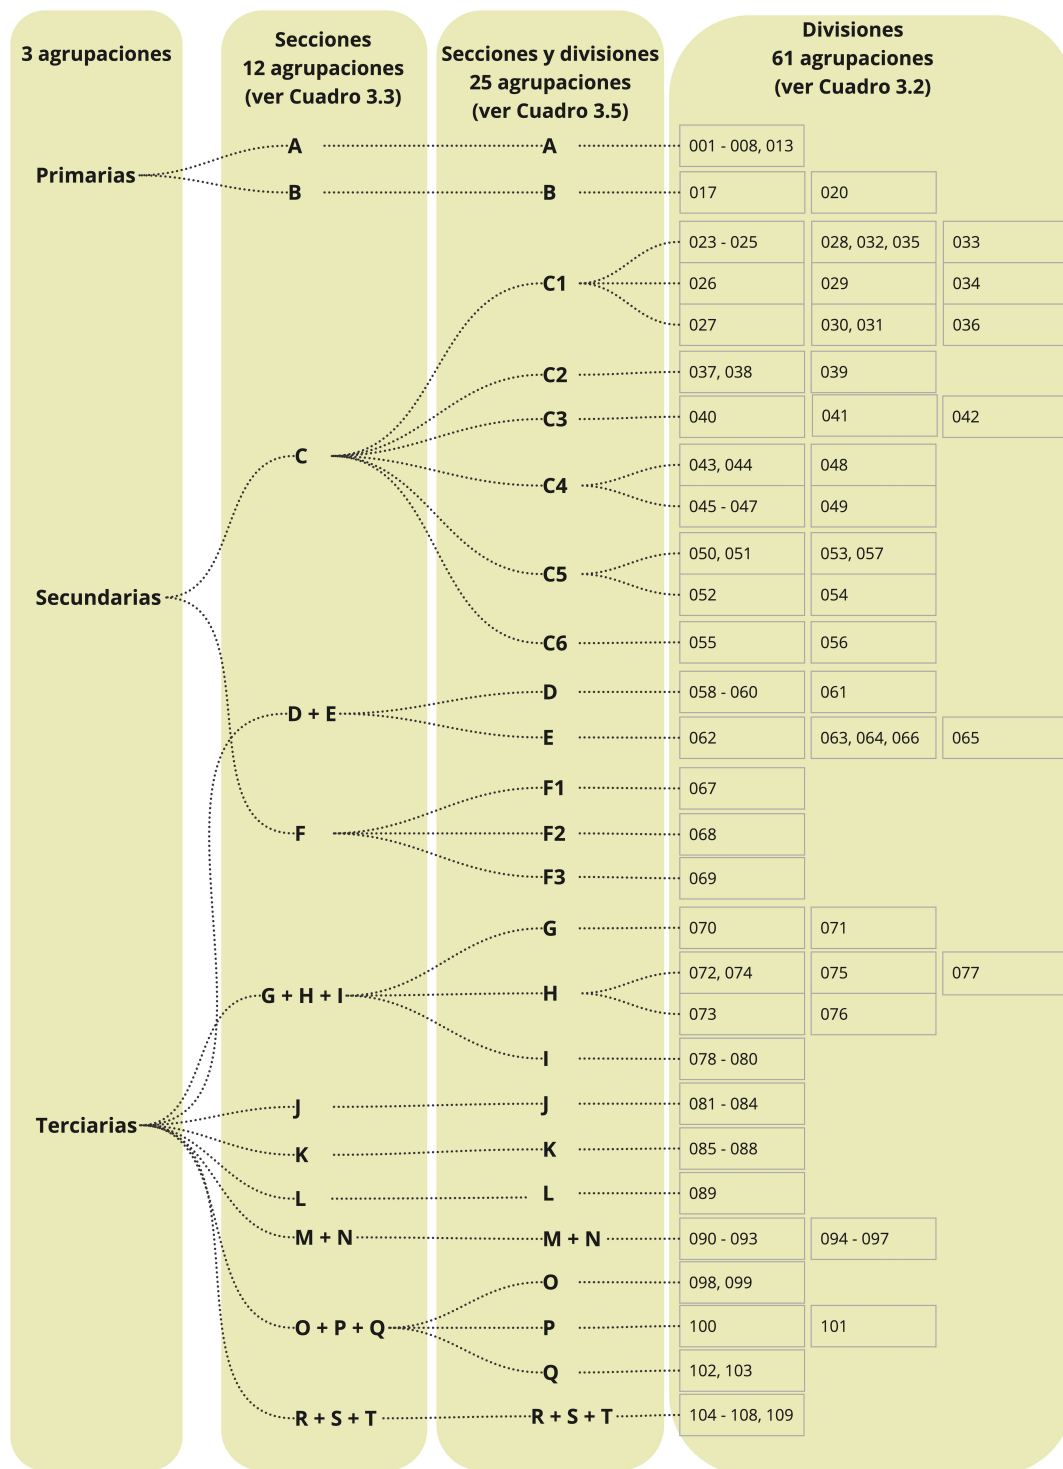 3 agrupaciones
Secciones
12 agrupaciones
(ver Cuadro 3.3)
Secciones y divisiones
25 agrupaciones
(ver Cuadro 3.5)
Divisiones
61 agrupaciones
(ver Cuadro 3.2)
Primarias
A
A
001 - 008, 013
B
B
017
020
Secundarias
C
C1
023 - 025
028, 032, 035
033
026
029
034
027
030, 031
036
C2
037, 038
039
C3
040
041
042
C4
043, 044
048
045 - 047
049
C5
050, 051
053, 057
052
054
C6
055
056
D + E
D
058 - 060
061
E
062
063, 064, 066
065
F
F1
067
F2
068
F3
069
Terciarias
G + H + I
G
070
071
H
072, 074
075
077
073
076
I
078 - 080
J
J
081 - 084
K
K
085 - 088
L
L
089
M + N
M + N
090 - 093
094 - 097
O + P + Q
O
098, 099
P
100
101
Q
102, 103
R + S + T
R + S + T
104 - 108, 109